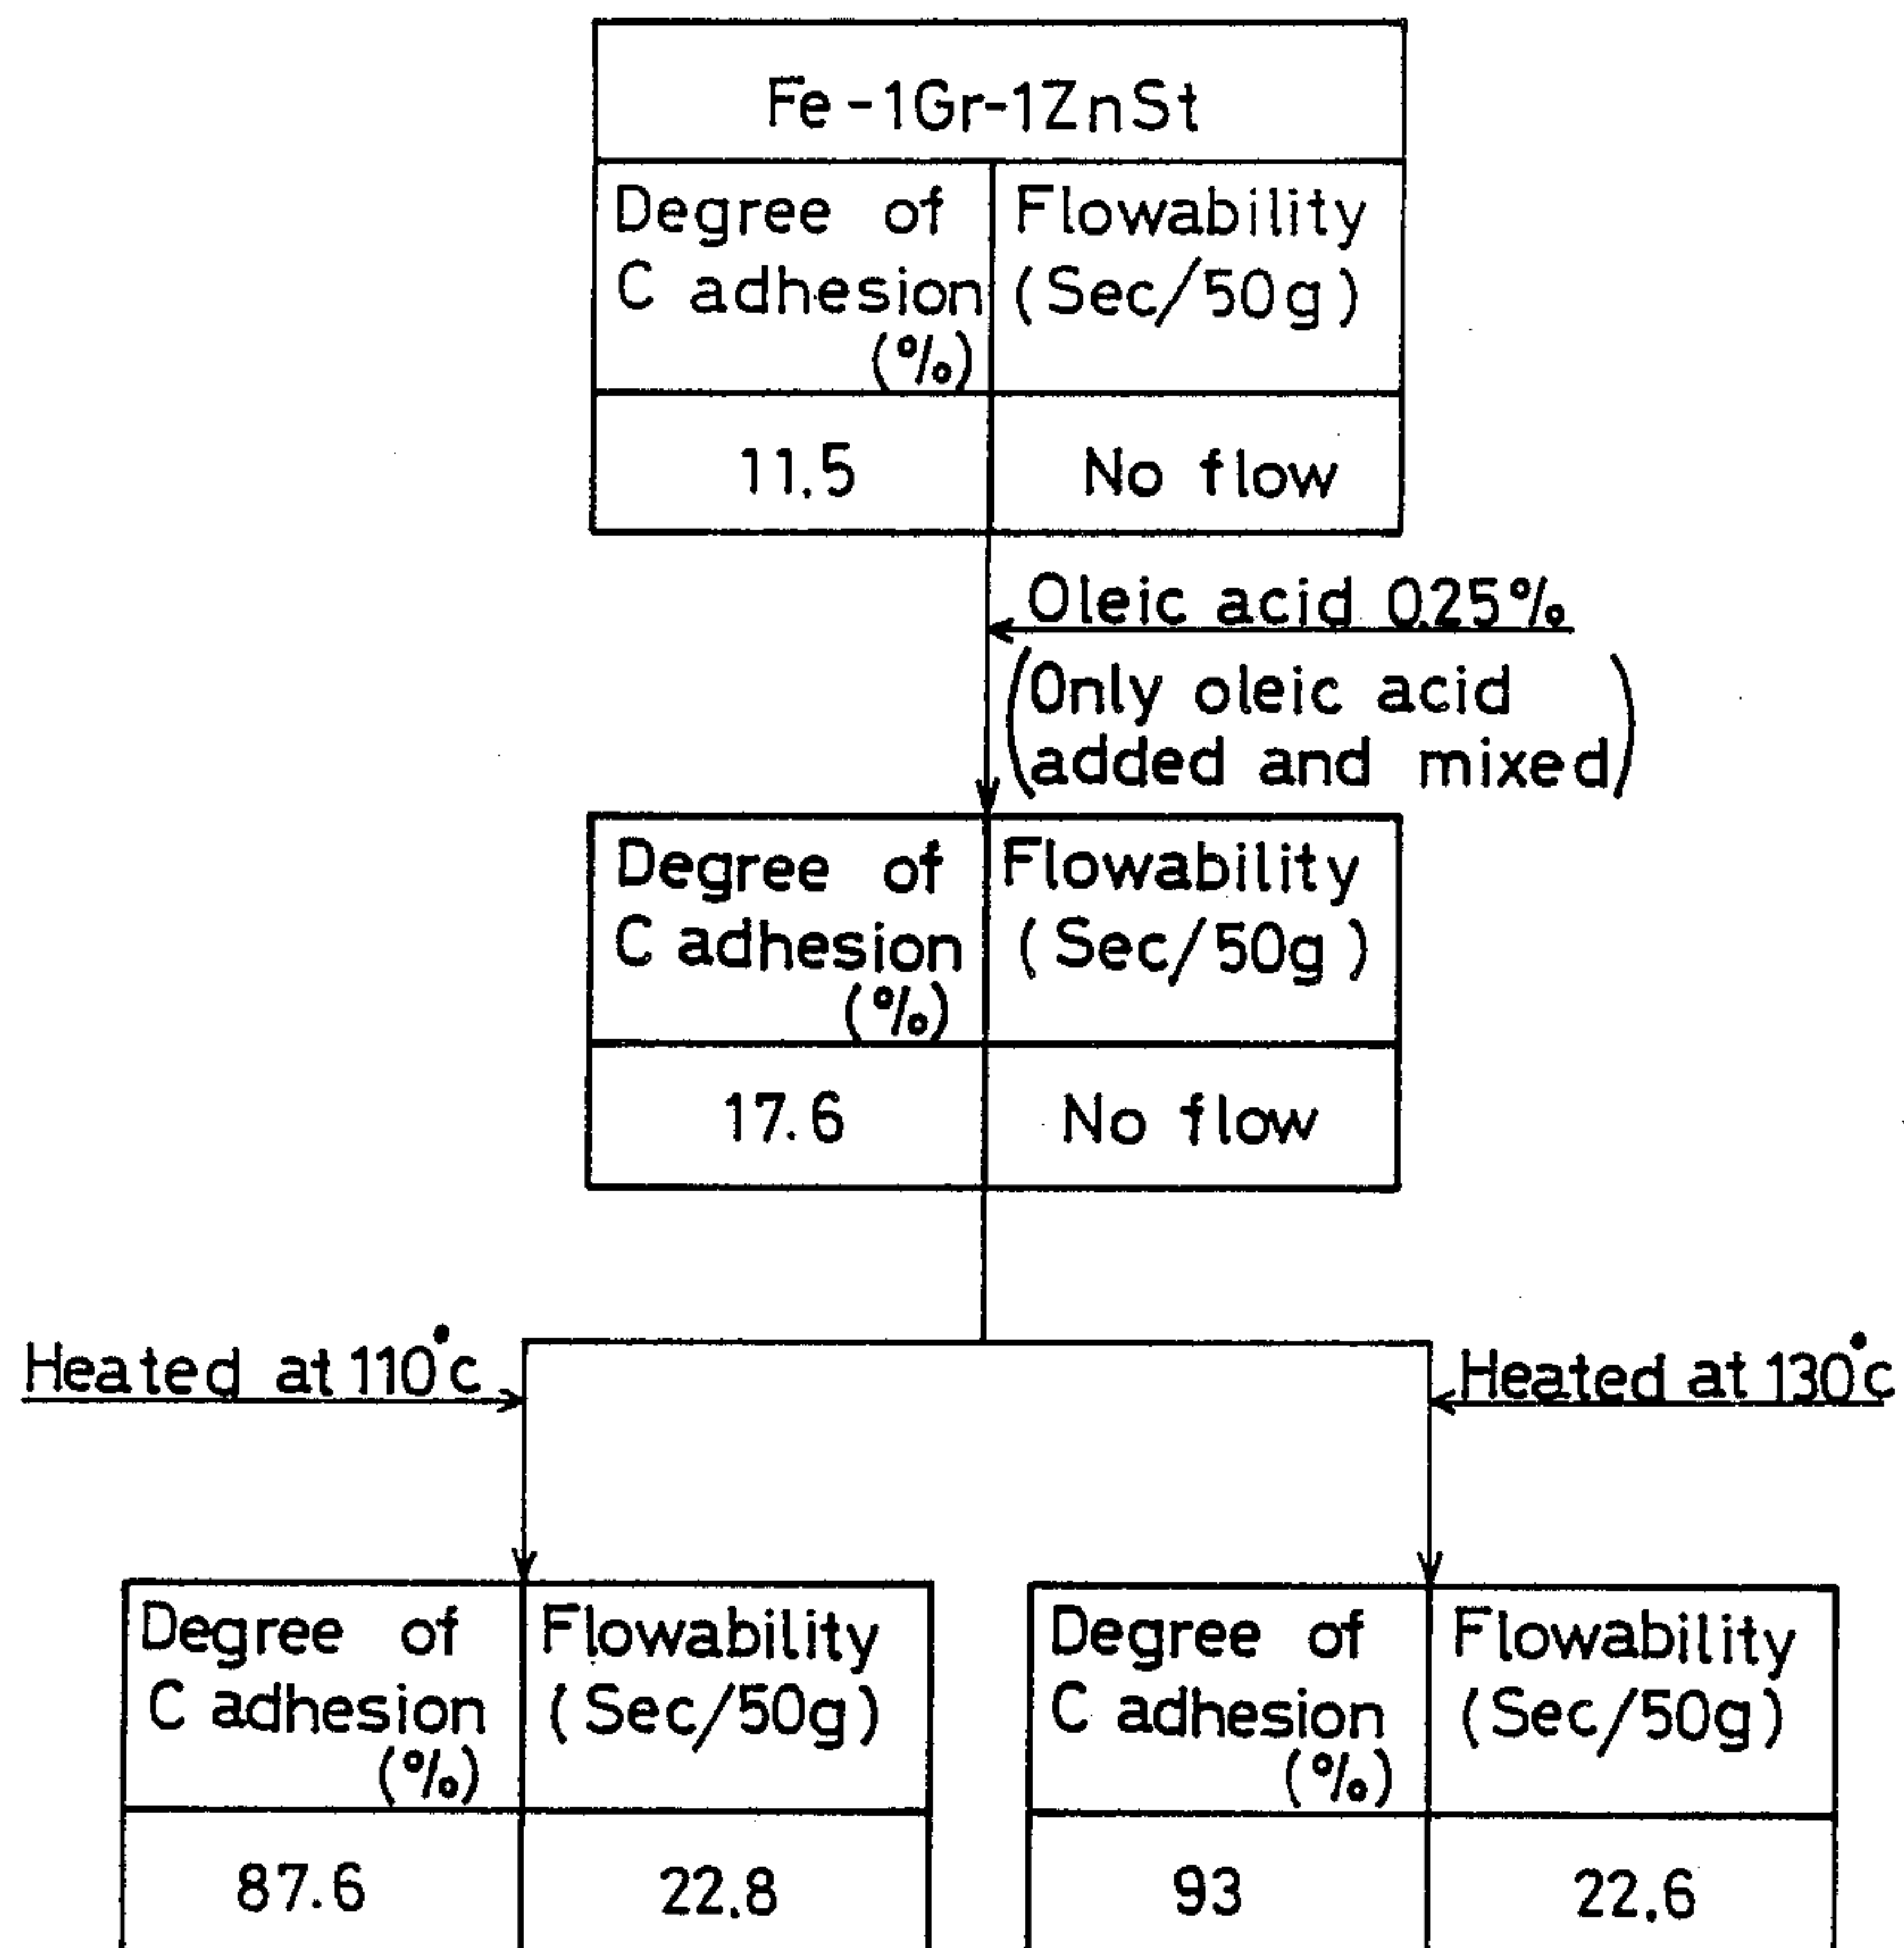 Fe-1Gr-1ZnSt
Degree of
C adhesion
(%)
Flowability
(Sec/50g)
11.5
No flow
Oleic acid 0.25%
(Only oleic acid
added and mixed)
Degree of
C adhesion
(%)
Flowability
(Sec/50g)
17.6
No flow
Heated at 110°c
Heated at 130°c
Degree of
C adhesion
(%)
Flowability
(Sec/50g)
87.6
22.8
Degree of
C adhesion
(%)
Flowability
(Sec/50g)
93
22.6